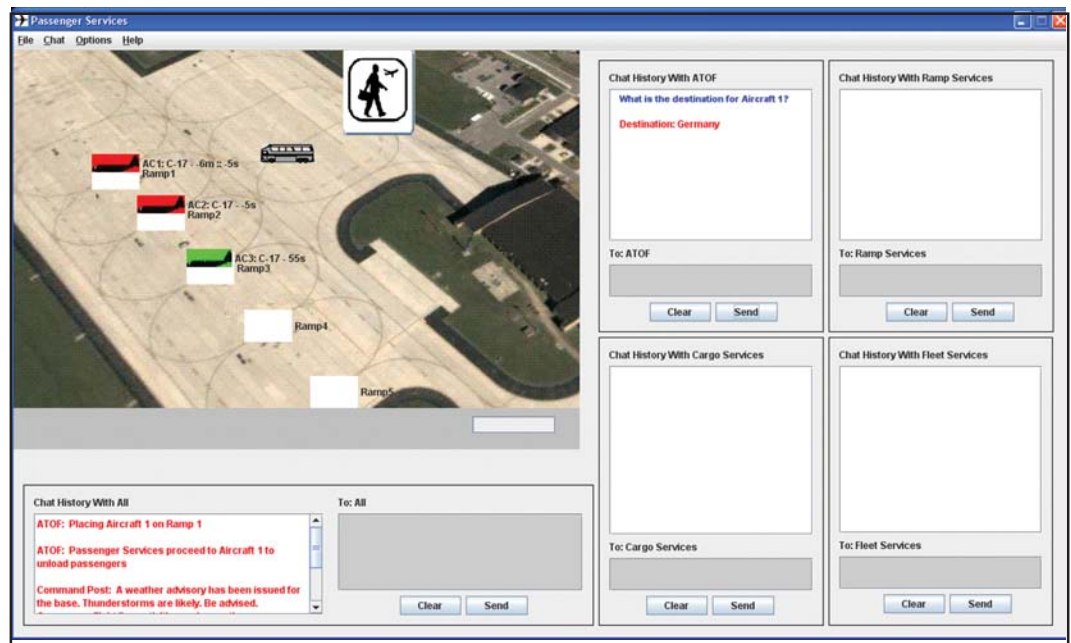 Passenger Services
File Chat Options Help
AC1: C-17 - -6m :: -5s
Ramp1
AC2: C-17 - -5s
Ramp2
AC3: C-17 - 55s
Ramp3
Ramp4
Ramp5
Chat History With ATOF
What is the destination for Aircraft 1?
Destination: Germany
To: ATOF
Clear Send
Chat History With Ramp Services
To: Ramp Services
Clear Send
Chat History With Cargo Services
To: Cargo Services
Clear Send
Chat History With Fleet Services
To: Fleet Services
Clear Send
Chat History With All
ATOF: Placing Aircraft 1 on Ramp 1
ATOF: Passenger Services proceed to Aircraft 1 to
unload passengers
Command Post: A weather advisory has been issued for
the base. Thunderstorms are likely. Be advised.
To: All
Clear Send